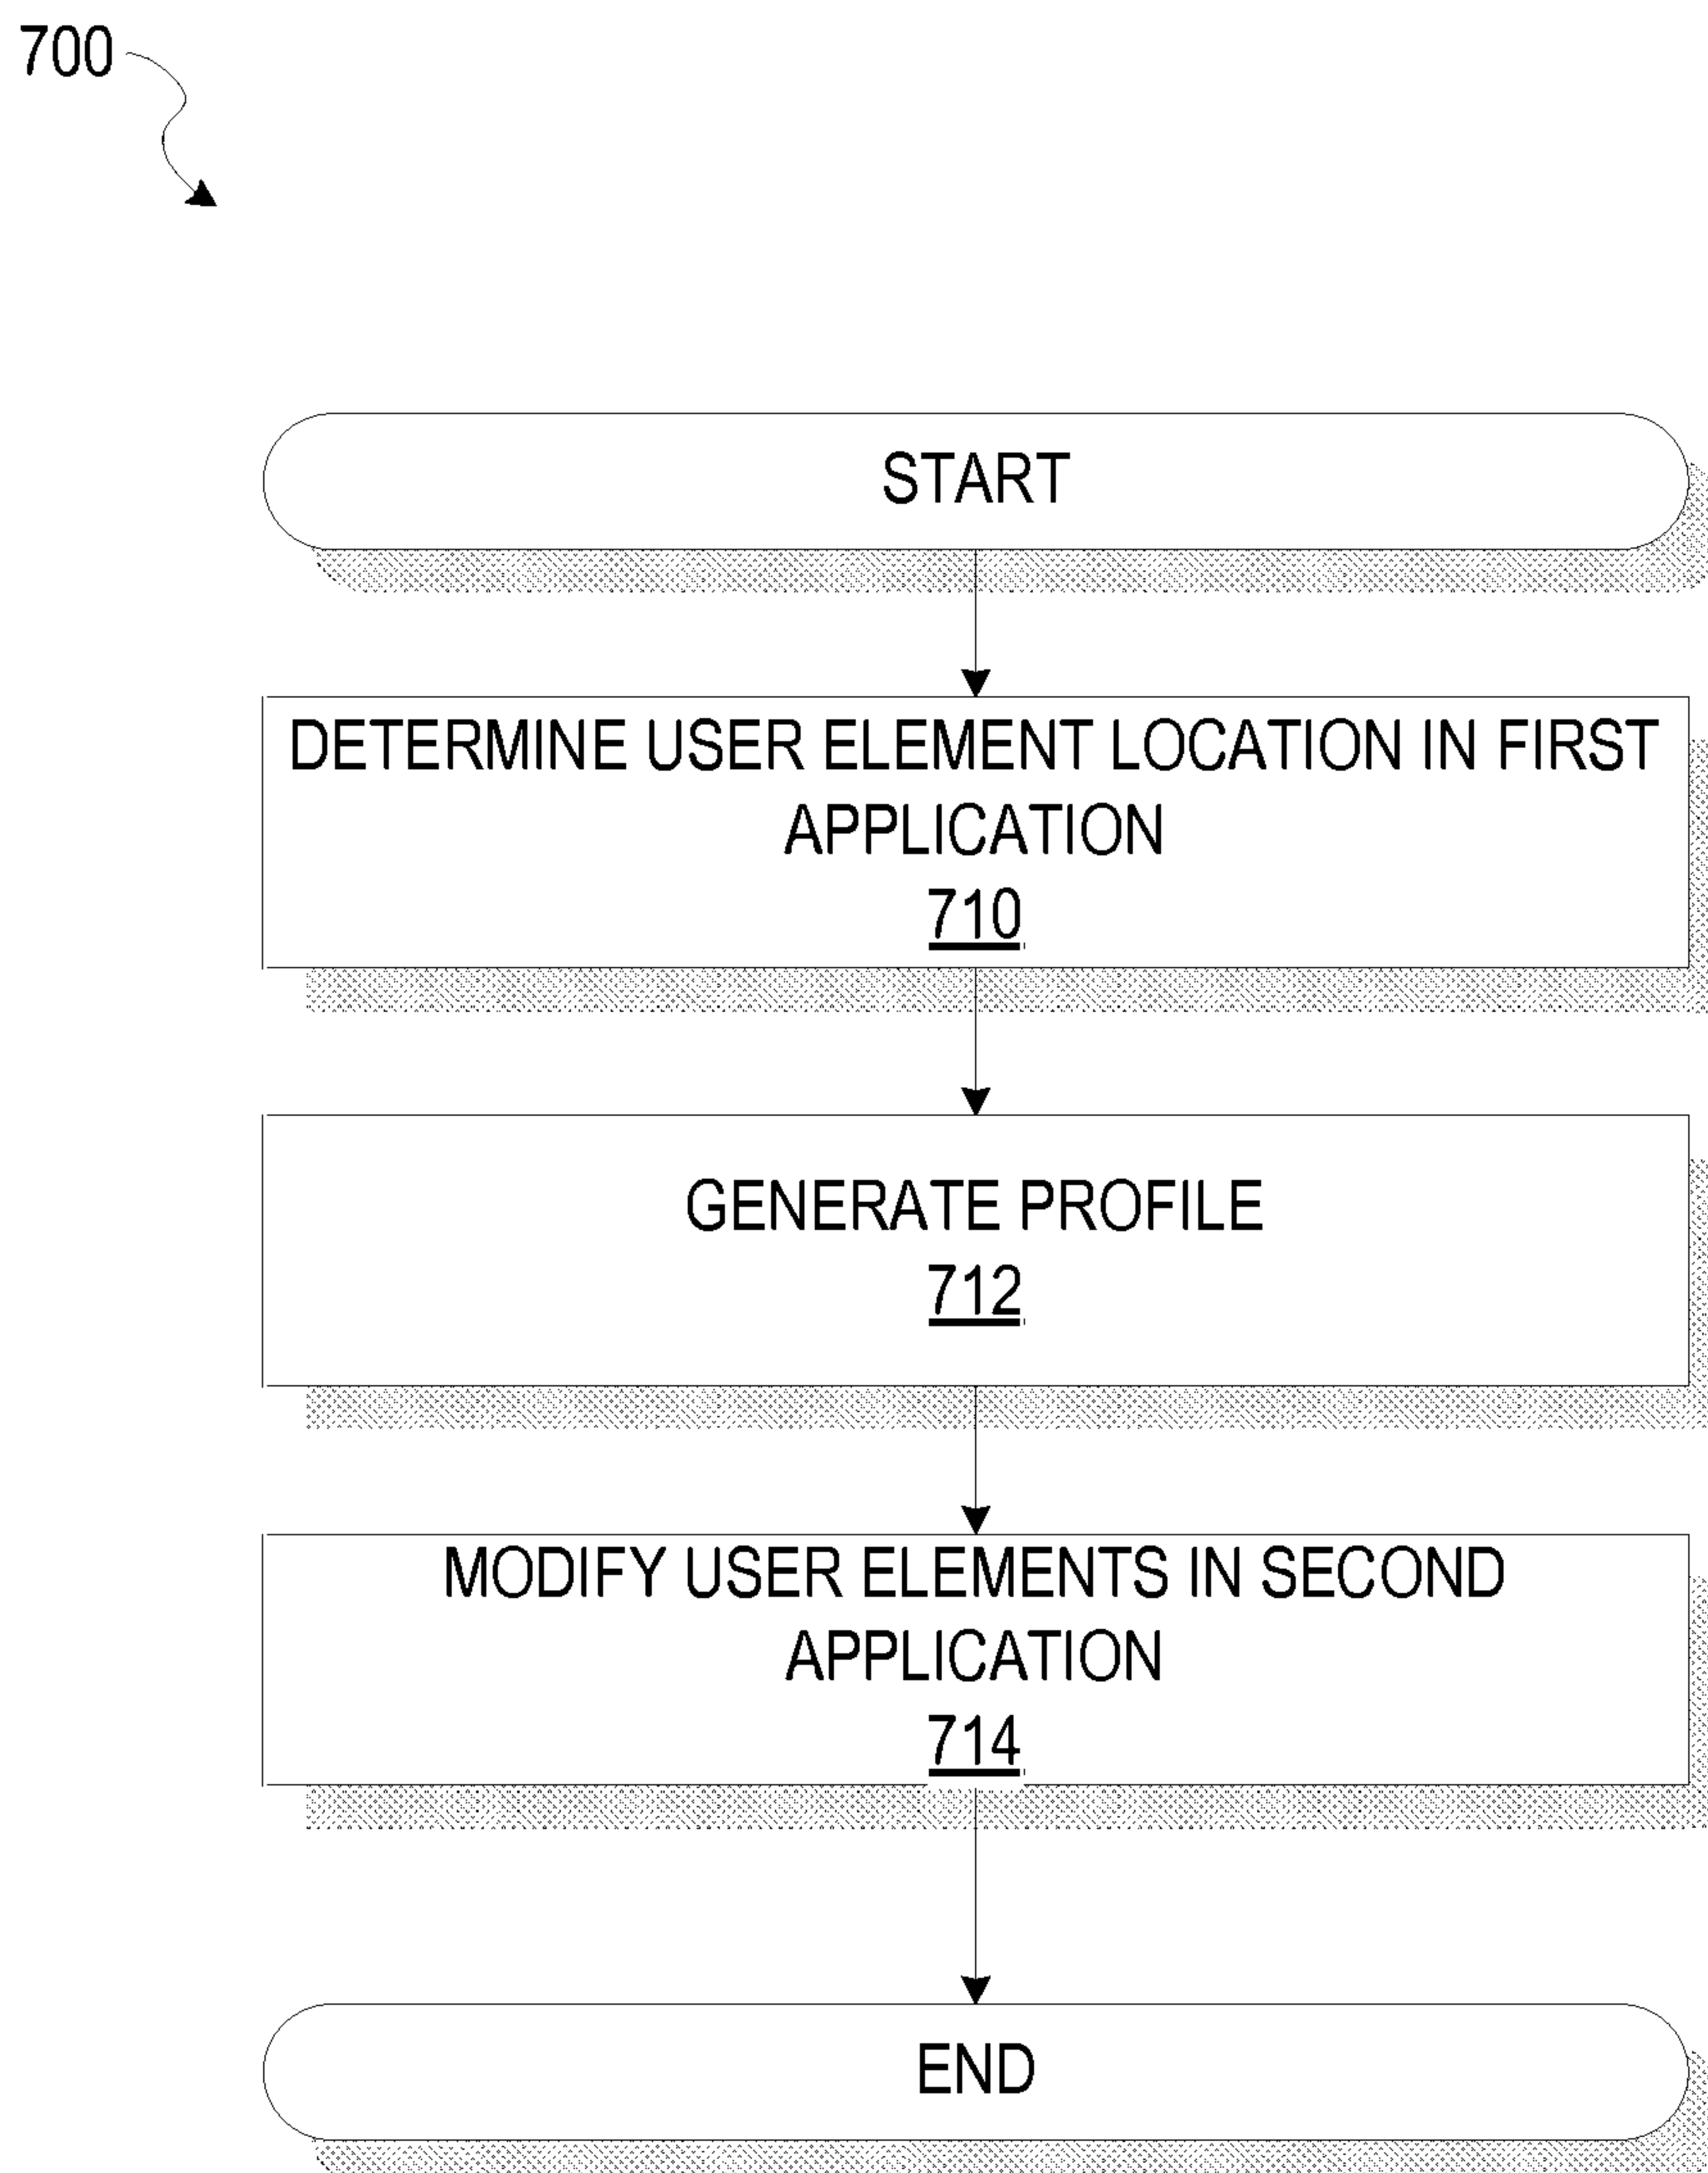 700
START
DETERMINE USER ELEMENT LOCATION IN FIRST
APPLICATION
710
GENERATE PROFILE
712
MODIFY USER ELEMENTS IN SECOND
APPLICATION
714
END